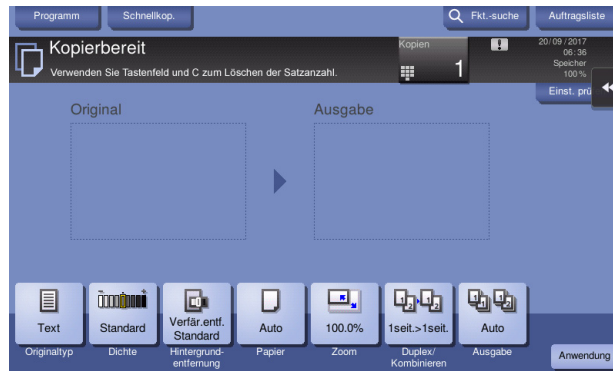 Programm
Schnellkop.
Fkt.-suche
Auftragsliste
Kopierbereit
Kopien
20/09/2017
06:36
Speicher
100 %
Verwenden Sie Tastenfeld und C zum Löschen der Satzanzahl.
1
Einst. prü
Original
Ausgabe
Text
Standard
Verfär.entf.
Standard
Auto
100.0%
1seit.>1seit.
Auto
Originaltyp
Dichte
Hintergrund-
entfernung
Papier
Zoom
Duplex/
Kombinieren
Ausgabe
Anwendung